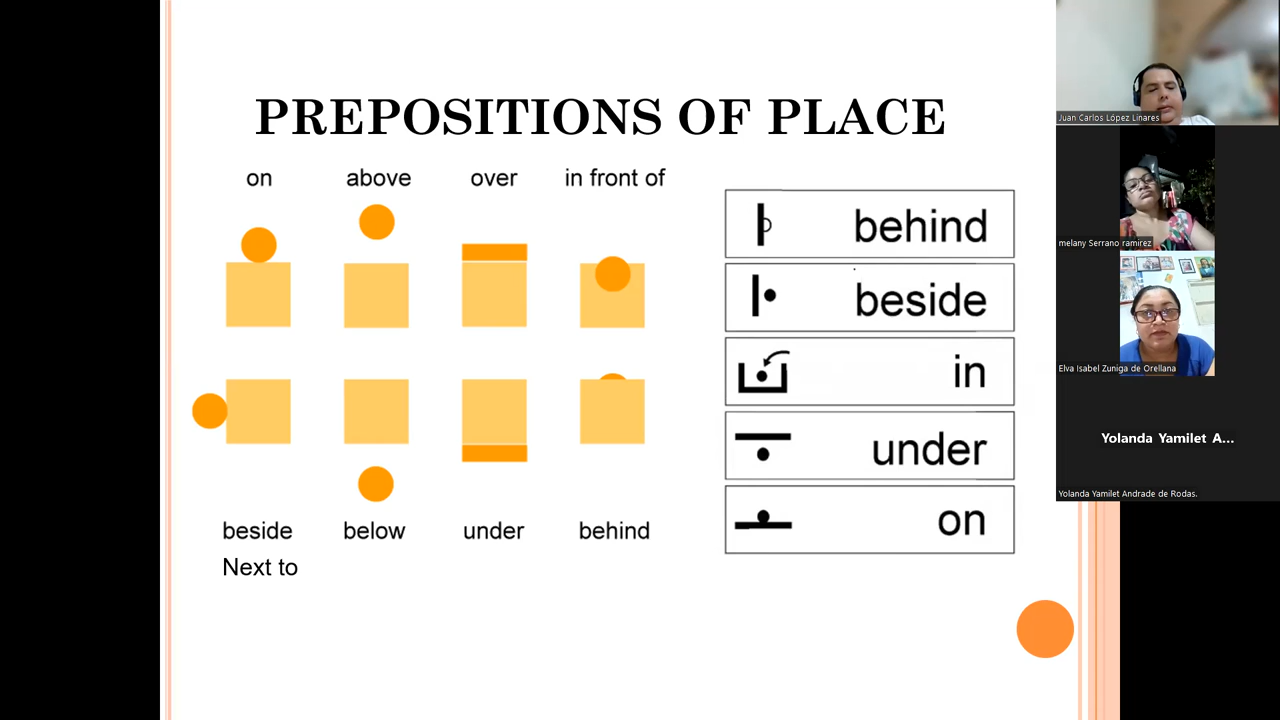 PREPOSITIONS OF PLACE
on above over in front of
beside below under behind
Next to
behind
beside
in
under
on
Juan Carlos López Linares
melany Serrano ramirez
Elva Isabel Zuniga de Orellana
Yolanda Yamilet A...
Yolanda Yamilet Andrade de Rodas.